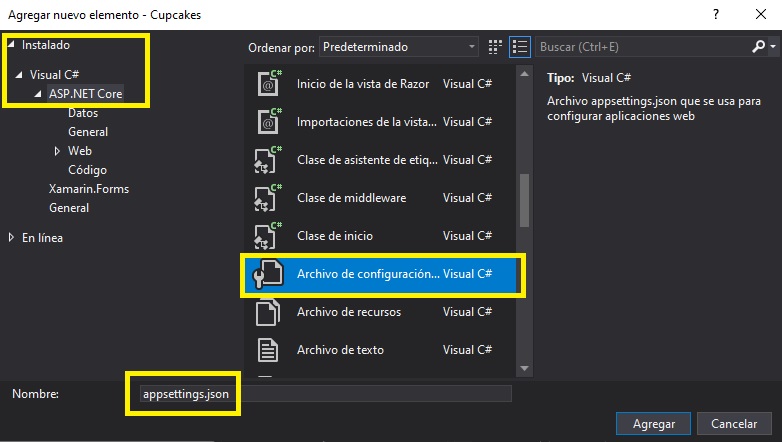 Agregar nuevo elemento - Cupcakes
?
Instalado
Visual C#
ASP.NET Core
Datos
General
Web
Código
Xamarin.Forms
General
En línea
Ordenar por: Predeterminado
Buscar (Ctrl+E)
Inicio de la vista de Razor Visual C#
Importaciones de la vista... Visual C#
Clase de asistente de etiq... Visual C#
Clase de middleware Visual C#
Clase de inicio Visual C#
Archivo de configuración... Visual C#
Archivo de recursos Visual C#
Archivo de texto Visual C#
Tipo: Visual C#
Archivo appsettings.json que se usa para
configurar aplicaciones web
Nombre: appsettings.json
Agregar Cancelar